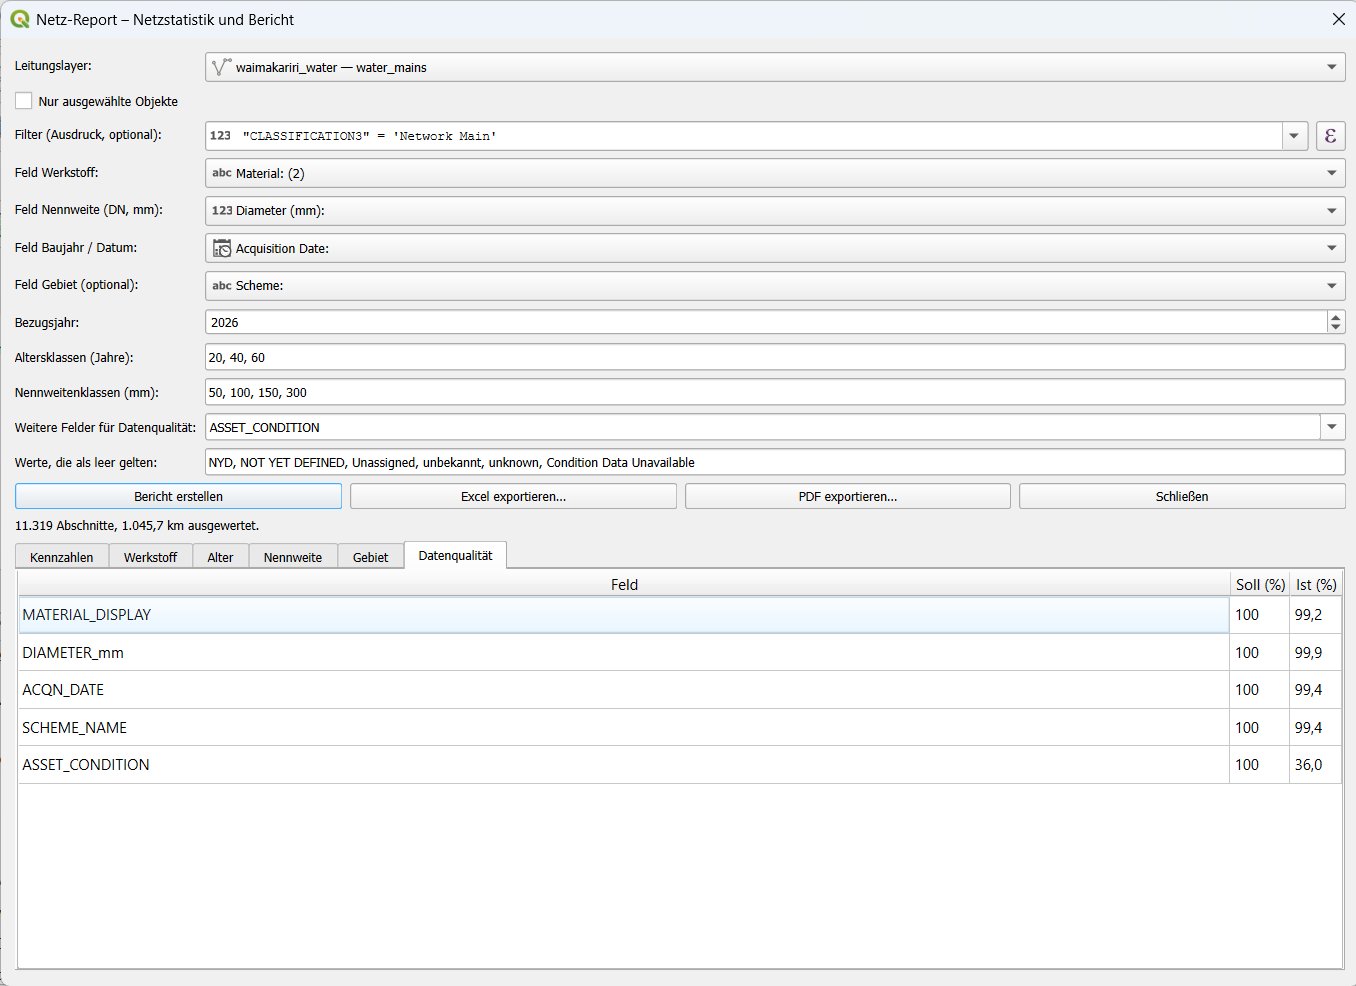 Netz-Report – Netzstatistik und Bericht
Leitungslayer: waimakariri_water — water_mains
Nur ausgewählte Objekte
Filter (Ausdruck, optional): 123 "CLASSIFICATION3" = 'Network Main' ε
Feld Werkstoff: abc Material: (2)
Feld Nennweite (DN, mm): 123 Diameter (mm):
Feld Baujahr / Datum: Acquisition Date:
Feld Gebiet (optional): abc Scheme:
Bezugsjahr: 2026
Altersklassen (Jahre): 20, 40, 60
Nennweitenklassen (mm): 50, 100, 150, 300
Weitere Felder für Datenqualität: ASSET_CONDITION
Werte, die als leer gelten: NYD, NOT YET DEFINED, Unassigned, unbekannt, unknown, Condition Data Unavailable
Bericht erstellen Excel exportieren... PDF exportieren... Schließen
11.319 Abschnitte, 1.045,7 km ausgewertet.
Kennzahlen Werkstoff Alter Nennweite Gebiet Datenqualität
Feld Soll (%) Ist (%)
MATERIAL_DISPLAY 100 99,2
DIAMETER_mm 100 99,9
ACQN_DATE 100 99,4
SCHEME_NAME 100 99,4
ASSET_CONDITION 100 36,0